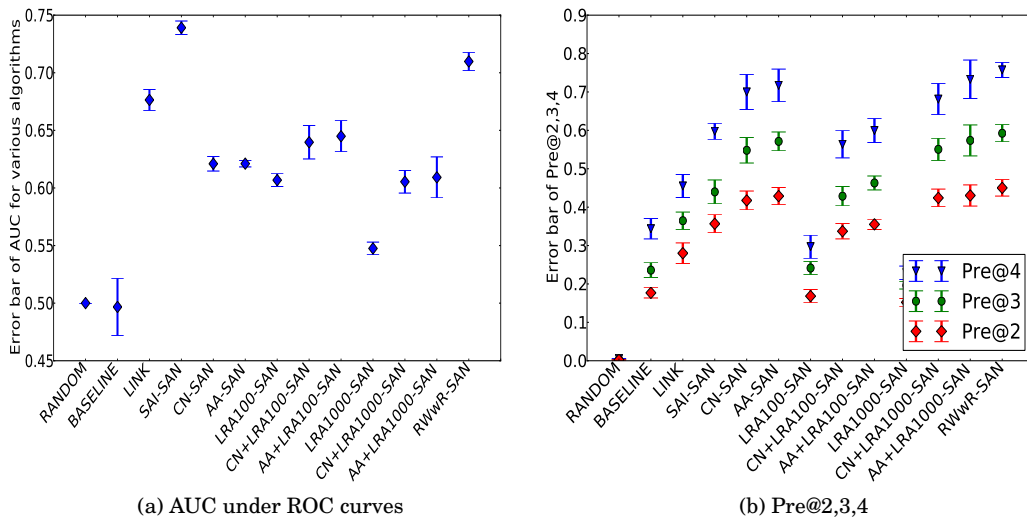 Error bar of AUC for various algorithms
0.75
0.70
0.65
0.60
0.55
0.50
0.45
RANDOM
BASELINE
LINK
SAI-SAN
CN-SAN
AA-SAN
LRA100-SAN
CN+LRA100-SAN
AA+LRA100-SAN
LRA1000-SAN
CN+LRA1000-SAN
AA+LRA1000-SAN
RWwR-SAN
(a) AUC under ROC curves
Error bar of Pre@2,3,4
0.9
0.8
0.7
0.6
0.5
0.4
0.3
0.2
0.1
0.0
Pre@4
Pre@3
Pre@2
RANDOM
BASELINE
LINK
SAI-SAN
CN-SAN
AA-SAN
LRA100-SAN
CN+LRA100-SAN
AA+LRA100-SAN
LRA1000-SAN
CN+LRA1000-SAN
AA+LRA1000-SAN
RWwR-SAN
(b) Pre@2,3,4